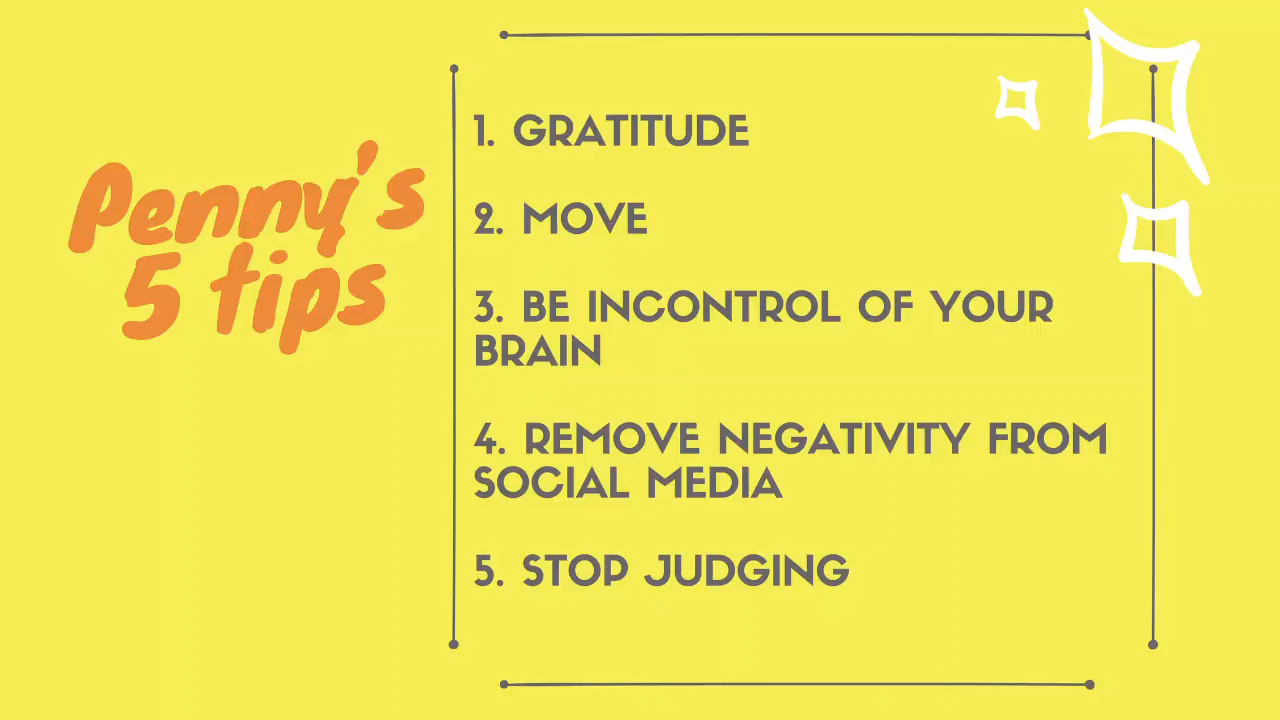 Penny's
5 tips
1. GRATITUDE
2. MOVE
3. BE INCONTROL OF YOUR
BRAIN
4. REMOVE NEGATIVITY FROM
SOCIAL MEDIA
5. STOP JUDGING